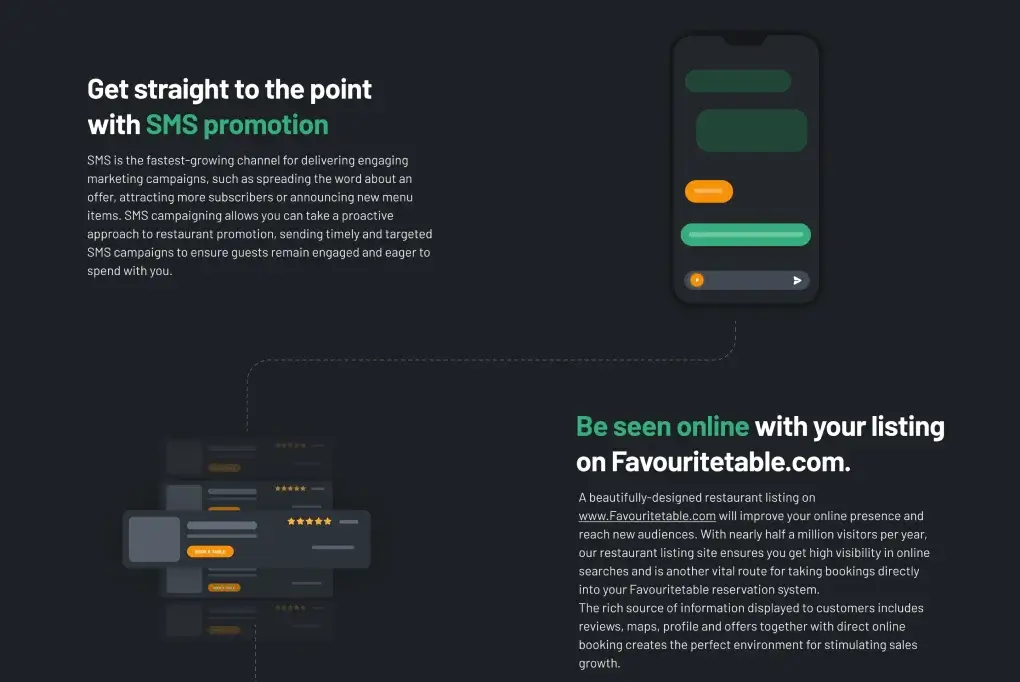 Get straight to the point
with SMS promotion
SMS is the fastest-growing channel for delivering engaging
marketing campaigns, such as spreading the word about an
offer, attracting more subscribers or announcing new menu
items. SMS campaigning allows you can take a proactive
approach to restaurant promotion, sending timely and targeted
SMS campaigns to ensure guests remain engaged and eager to
spend with you.
Be seen online with your listing
on Favouritetable.com.
A beautifully-designed restaurant listing on
www.Favouritetable.com will improve your online presence and
reach new audiences. With nearly half a million visitors per year,
our restaurant listing site ensures you get high visibility in online
searches and is another vital route for taking bookings directly
into your Favouritetable reservation system.
The rich source of information displayed to customers includes
reviews, maps, profile and offers together with direct online
booking creates the perfect environment for stimulating sales
growth.
BOOK A TABLE